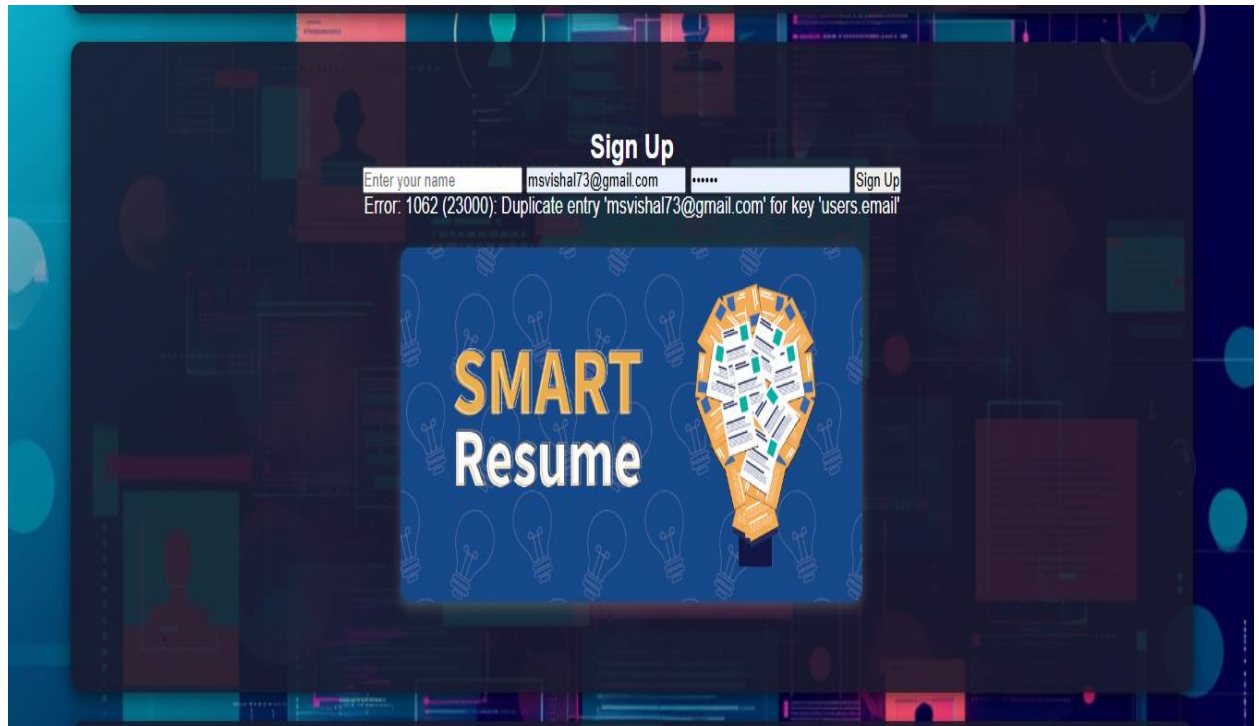 Sign Up
Enter your name msvishal73@gmail.com •••••• Sign Up
Error: 1062 (23000): Duplicate entry 'msvishal73@gmail.com' for key 'users.email'
SMART
Resume